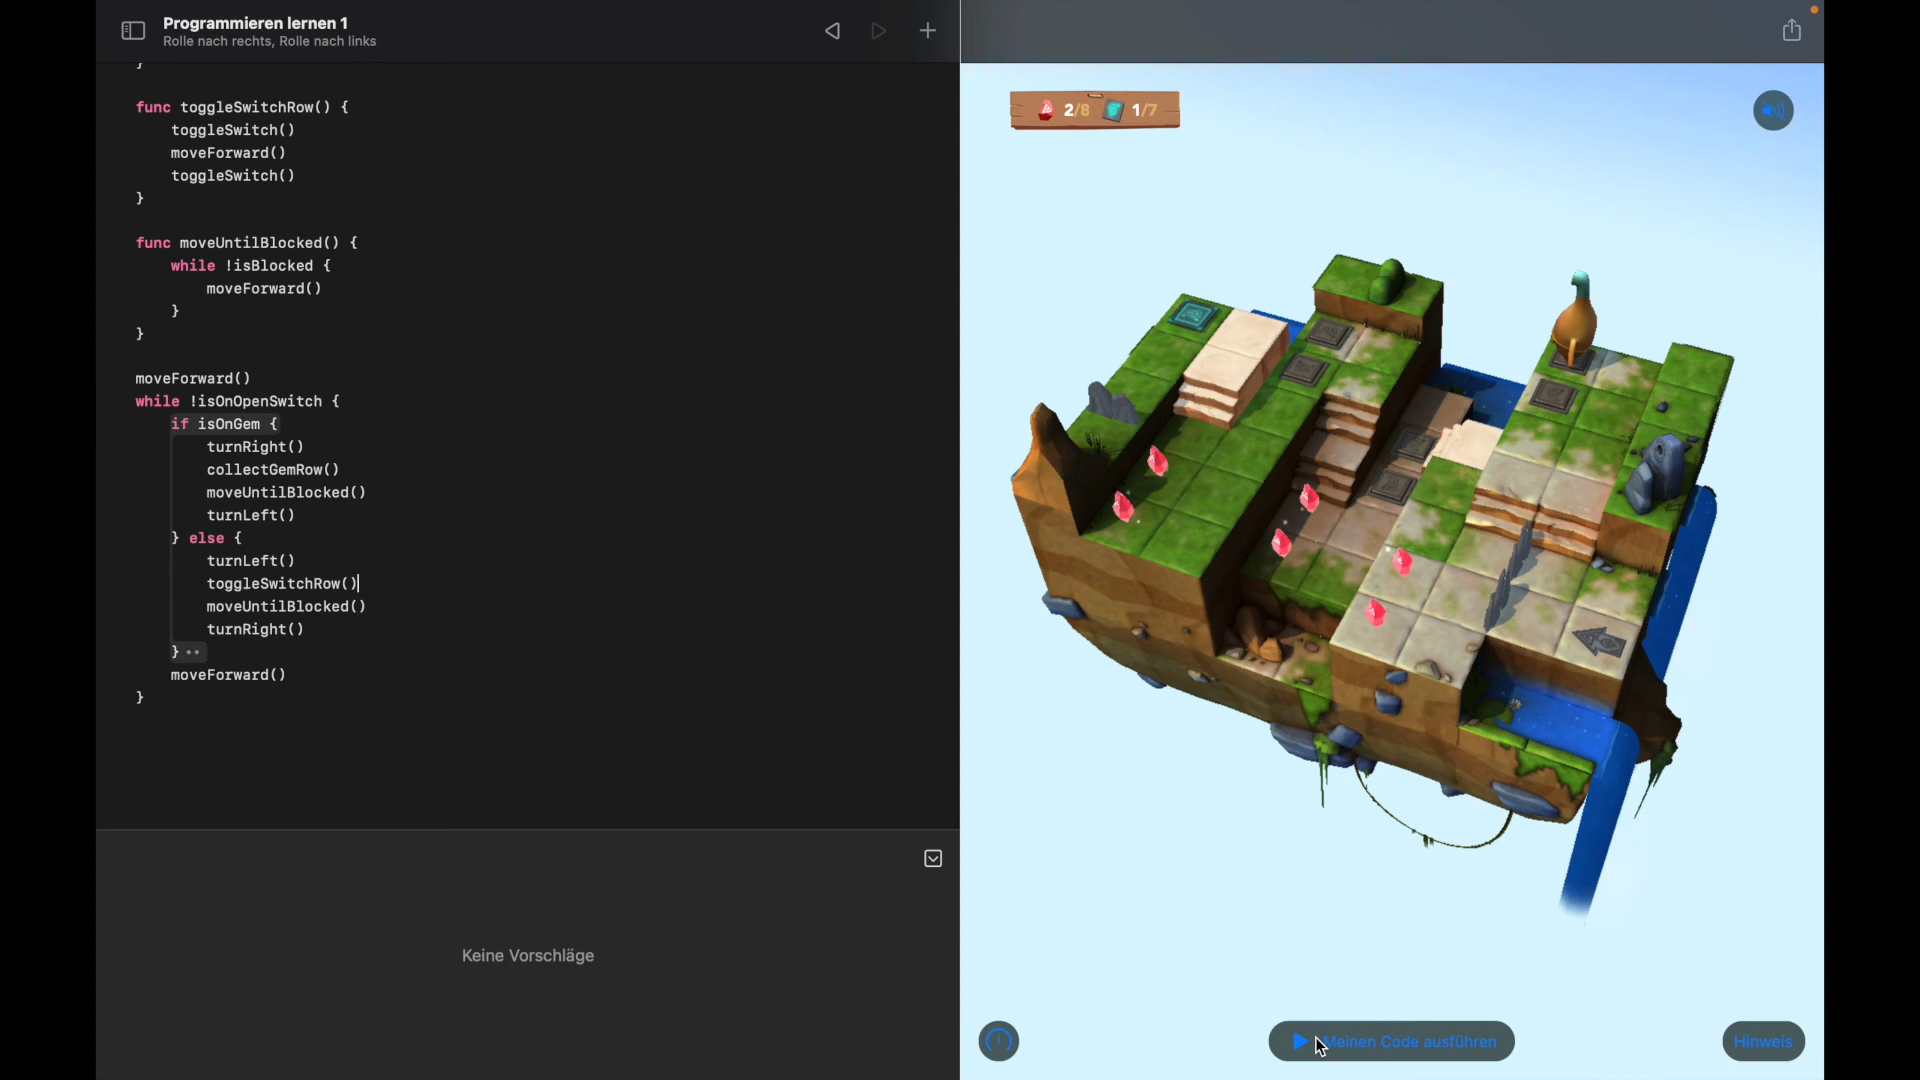 Programmieren lernen 1
Rolle nach rechts, Rolle nach links
}
func toggleSwitchRow() {
toggleSwitch()
moveForward()
toggleSwitch()
}
func moveUntilBlocked() {
while !isBlocked {
moveForward()
}
}
moveForward()
while !isOnOpenSwitch {
if isOnGem {
turnRight()
collectGemRow()
moveUntilBlocked()
turnLeft()
} else {
turnLeft()
toggleSwitchRow()
moveUntilBlocked()
turnRight()
}
moveForward()
}
Keine Vorschläge
2/8 1/7
Meinen Code ausführen
Hinweis